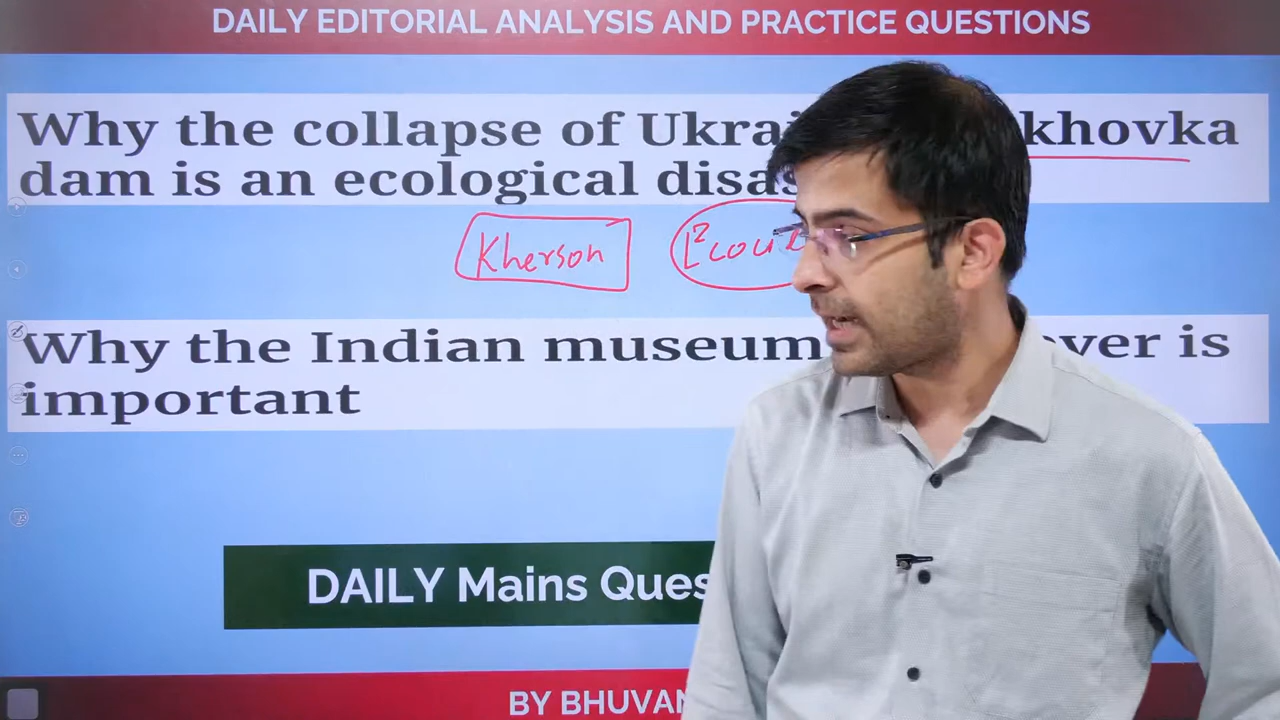 DAILY EDITORIAL ANALYSIS AND PRACTICE QUESTIONS
Why the collapse of Ukrai khovka
dam is an ecological disas
Kherson
Why the Indian museum ver is
important
DAILY Mains Ques
BY BHUVAN